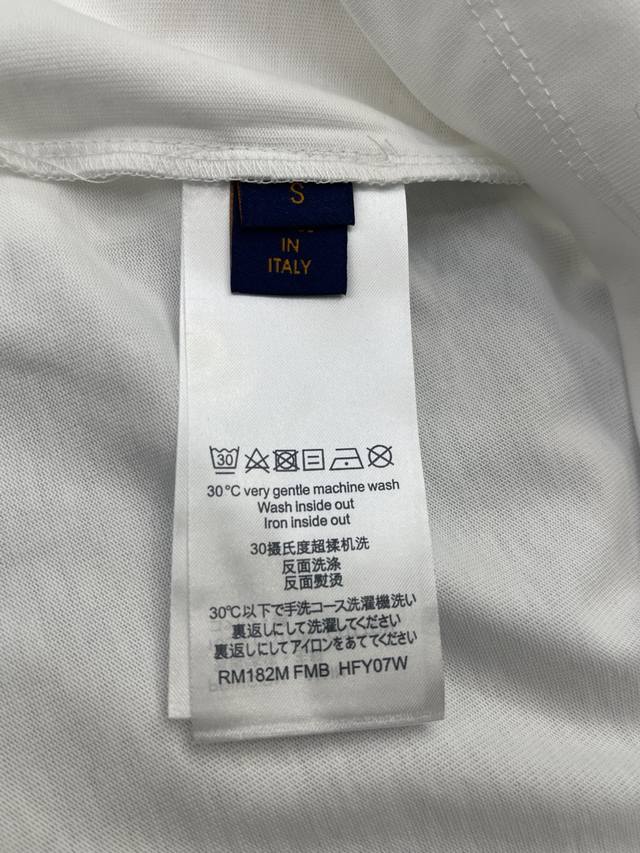 S
IN
ITALY
30
30°C very gentle machine wash
Wash inside out
Iron inside out
30摄氏度超揉机洗
反面洗涤
反面熨烫
30℃以下で手洗コース洗濯機洗い
裏返しにして洗濯してください
裏返しにしてアイロンをあててください
RM182M FMB HFY07W